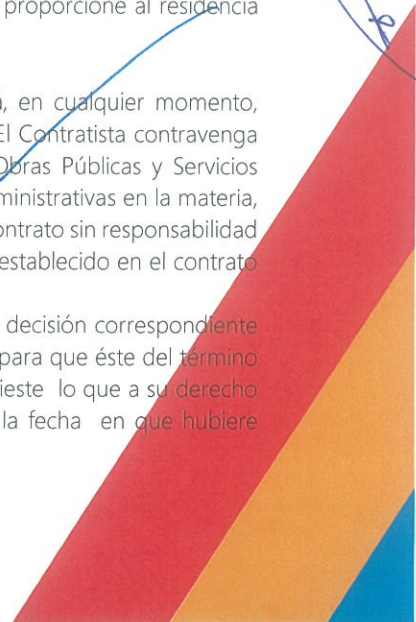 proporcione al residencia
, en cualquier momento,
El Contratista contravenga
Obras Públicas y Servicios
ministrativas en la materia,
ontrato sin responsabilidad
establecido en el contrato
decisión correspondiente
para que éste del término
ieste lo que a su derecho
la fecha en que hubiere